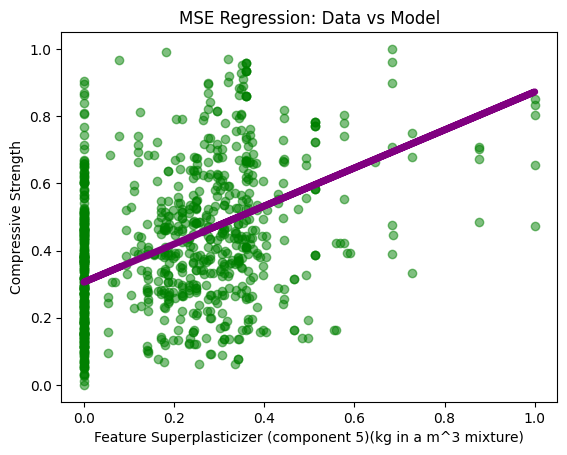 MSE Regression: Data vs Model
1.0
0.8
0.6
0.4
0.2
0.0
Compressive Strength
0.0 0.2 0.4 0.6 0.8 1.0
Feature Superplasticizer (component 5)(kg in a m^3 mixture)